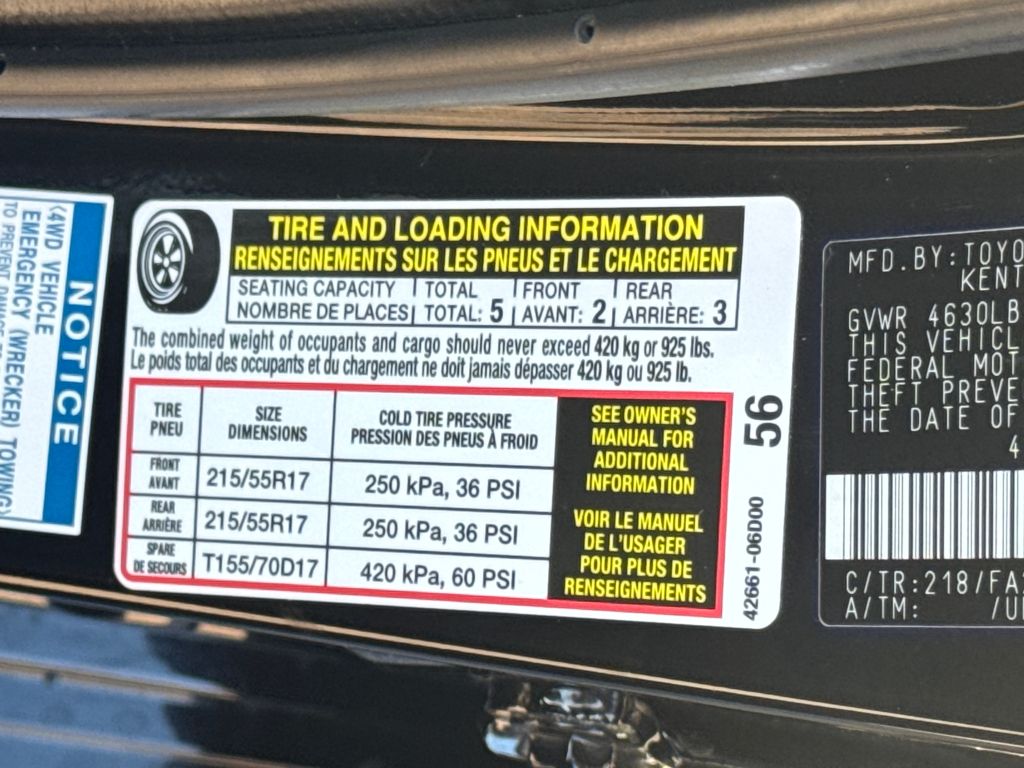 NOTICE
(4WD VEHICLE
EMERGENCY (WRECKER) TOWING)
TIRE AND LOADING INFORMATION
RENSEIGNEMENTS SUR LES PNEUS ET LE CHARGEMENT
SEATING CAPACITY TOTAL FRONT REAR
NOMBRE DE PLACES TOTAL: 5 AVANT: 2 ARRIÈRE: 3
The combined weight of occupants and cargo should never exceed 420 kg or 925 lbs.
Le poids total des occupants et du chargement ne doit jamais dépasser 420 kg ou 925 lb.
TIRE
PNEU
SIZE
DIMENSIONS
COLD TIRE PRESSURE
PRESSION DES PNEUS À FROID
FRONT
AVANT
215/55R17
250 kPa, 36 PSI
REAR
ARRIÈRE
215/55R17
250 kPa, 36 PSI
SPARE
DE SECOURS
T155/70D17
420 kPa, 60 PSI
SEE OWNER'S
MANUAL FOR
ADDITIONAL
INFORMATION
VOIR LE MANUEL
DE L'USAGER
POUR PLUS DE
RENSEIGNEMENTS
56
42661-06D00
MFD.BY:TOYO
KENT
GVWR 4630LB
THIS VEHICL
FEDERAL MOT
THEFT PREVE
THE DATE OF
4
C/TR:218/FA
A/TM: